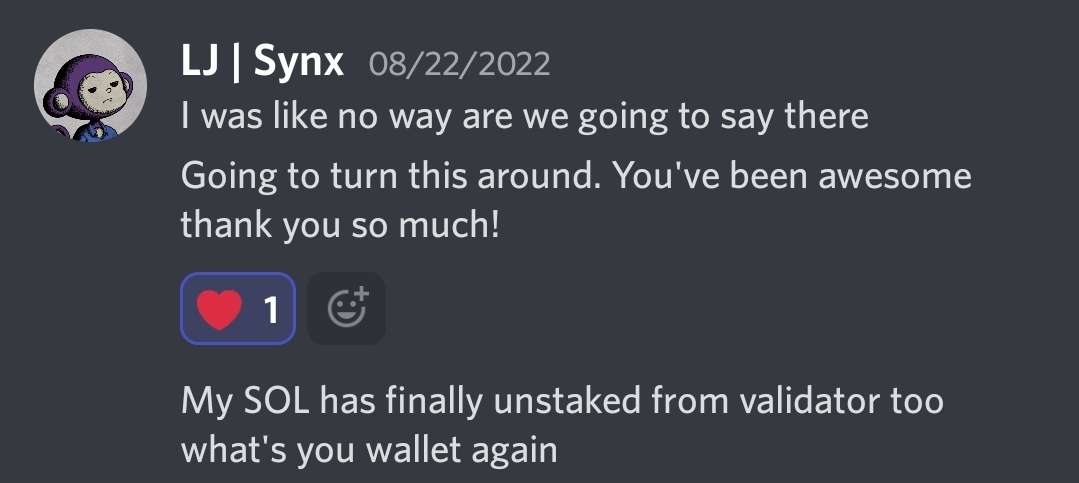 LJ | Synx 08/22/2022
I was like no way are we going to say there
Going to turn this around. You've been awesome
thank you so much!
1
My SOL has finally unstaked from validator too
what's you wallet again